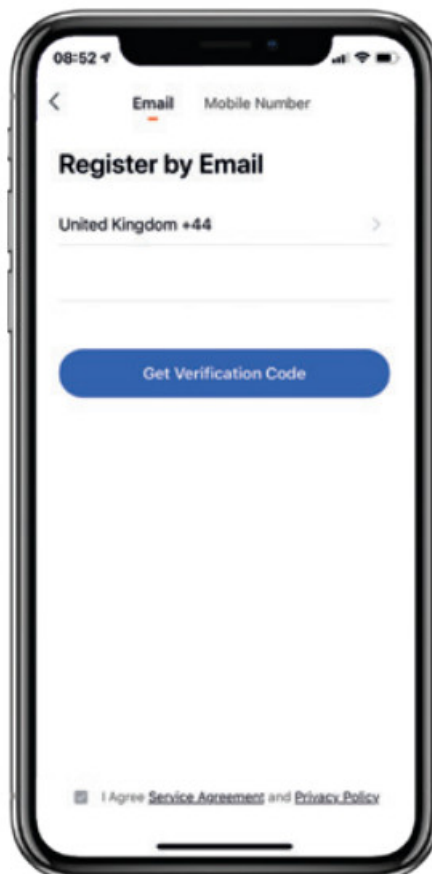 08:52
Email Mobile Number
Register by Email
United Kingdom +44
Get Verification Code
I Agree Service Agreement and Privacy Policy